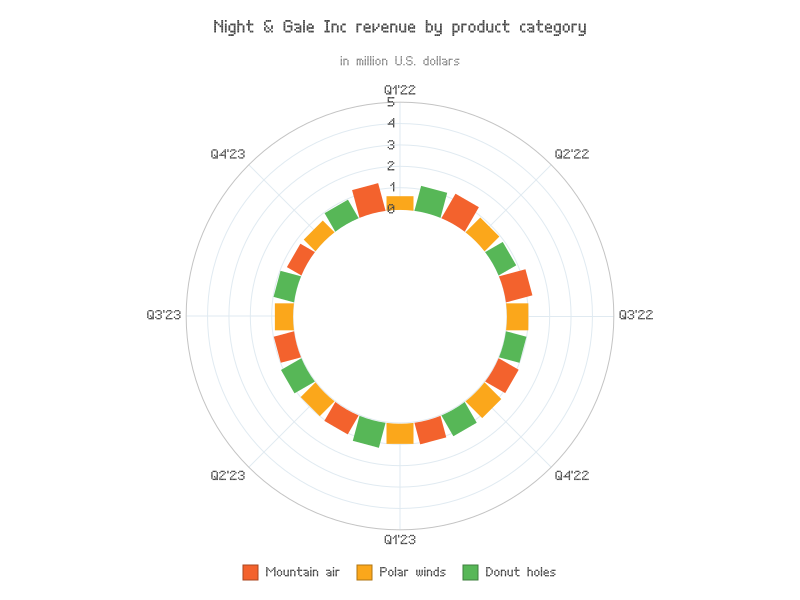 Night & Gale Inc revenue by product category
in million U.S. dollars
Q1'22
5
4
3
2
1
0
Q4'23
Q2'22
Q3'23
Q3'22
Q2'23
Q4'22
Q1'23
Mountain air
Polar winds
Donut holes